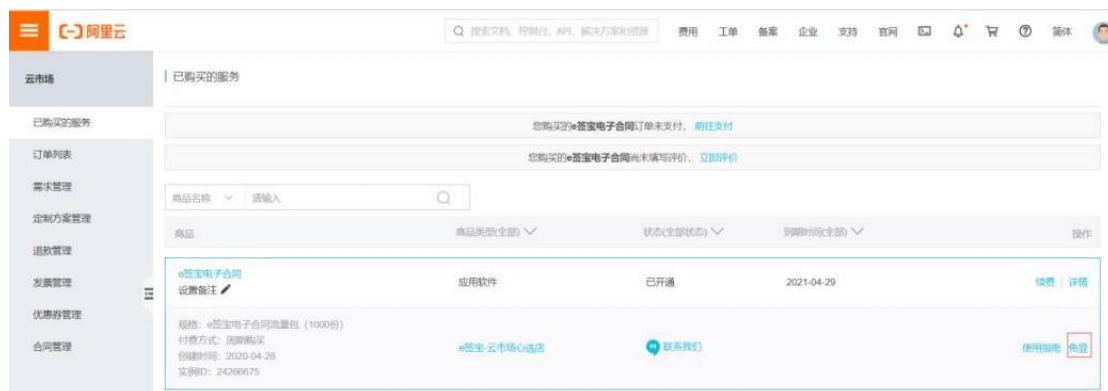 阿里云
搜索文档、控制台、API、解决方案和资源 费用 工单 备案 企业 支持 官网 简体
云市场
已购买的服务
已购买的服务
订单列表
需求管理
定制方案管理
退款管理
发票管理
优惠券管理
合同管理
您购买的e签宝电子合同订单未支付，前往支付
您购买的e签宝电子合同尚未填写评价，立即评价
商品名称 请输入
商品 商品类型(全部) 状态(全部状态) 到期时间(全部) 操作
e签宝电子合同 应用软件 已开通 2021-04-29 续费 详情
设置备注
规格：e签宝电子合同流量包（1000份）
付费方式：周期购买
创建时间：2020-04-28
实例ID：24266675
e签宝-云市场心选店 联系我们 使用指南 免登